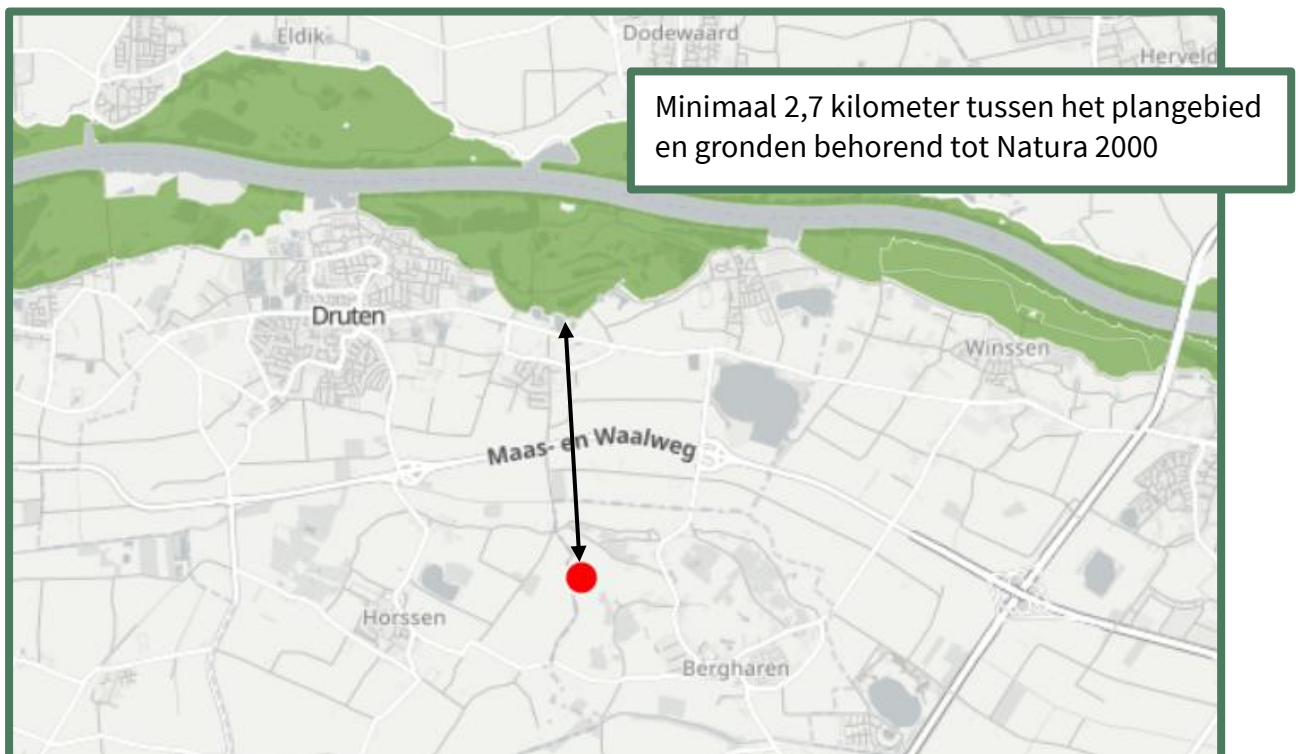 Eldik
Dodewaard
Herveld
Minimaal 2,7 kilometer tussen het plangebied
en gronden behorend tot Natura 2000
Druten
Winssen
Maas- en Waalweg
Horssen
Bergharen